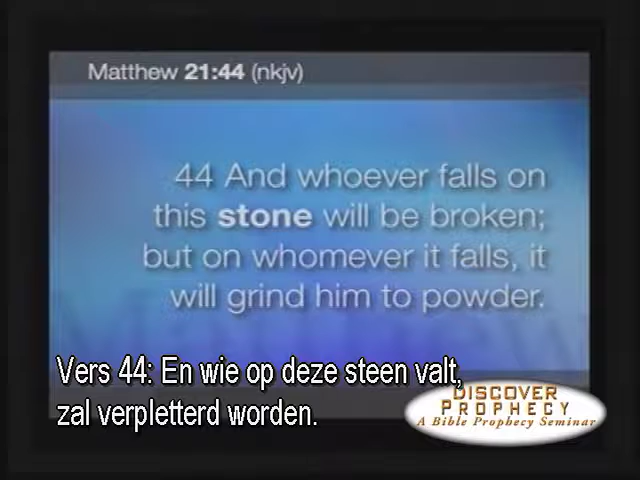 Matthew 21:44 (nkjv)
44 And whoever falls on
this stone will be broken;
but on whomever it falls, it
will grind him to powder.
Vers 44: En wie op deze steen valt,
zal verpletterd worden.
DISCOVER
PROPHECY
A Bible Prophecy Seminar
Matthew